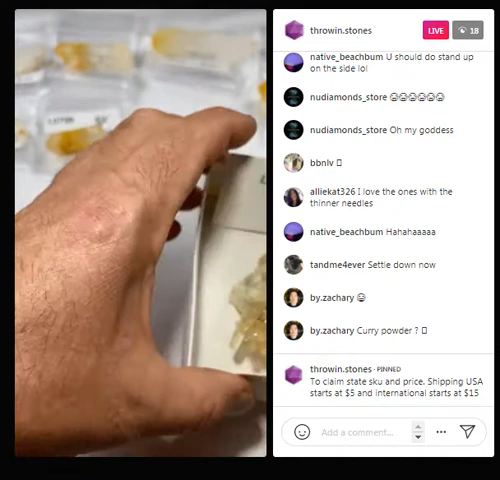 throwin.stones
LIVE
18
native_beachbum U should do stand up
on the side lol
nudiamonds_store
nudiamonds_store Oh my goddess
bbnlv
alliekat326 I love the ones with the
thinner needles
native_beachbum Hahahaaaaa
tandme4ever Settle down now
by.zachary
by.zachary Curry powder ?
throwin.stones · PINNED
To claim state sku and price. Shipping USA
starts at $5 and international starts at $15
Add a comment...